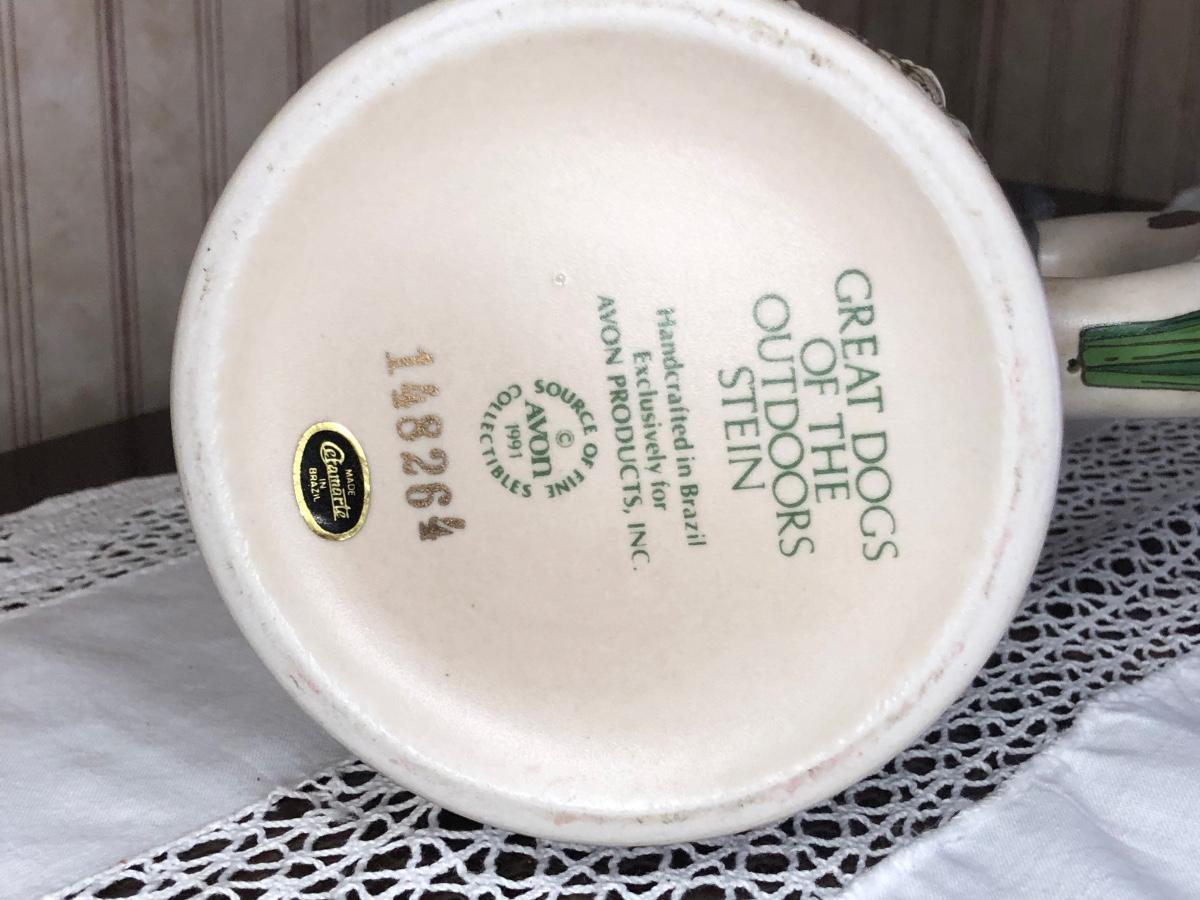 GREAT DOGS
OF THE
OUTDOORS
STEIN
Handcrafted in Brazil
Exclusively for
AVON PRODUCTS, INC.
SOURCE OF FINE
©
AVON
1991
COLLECTIBLES
148264
MADE
Ceramarte
IN
BRAZIL